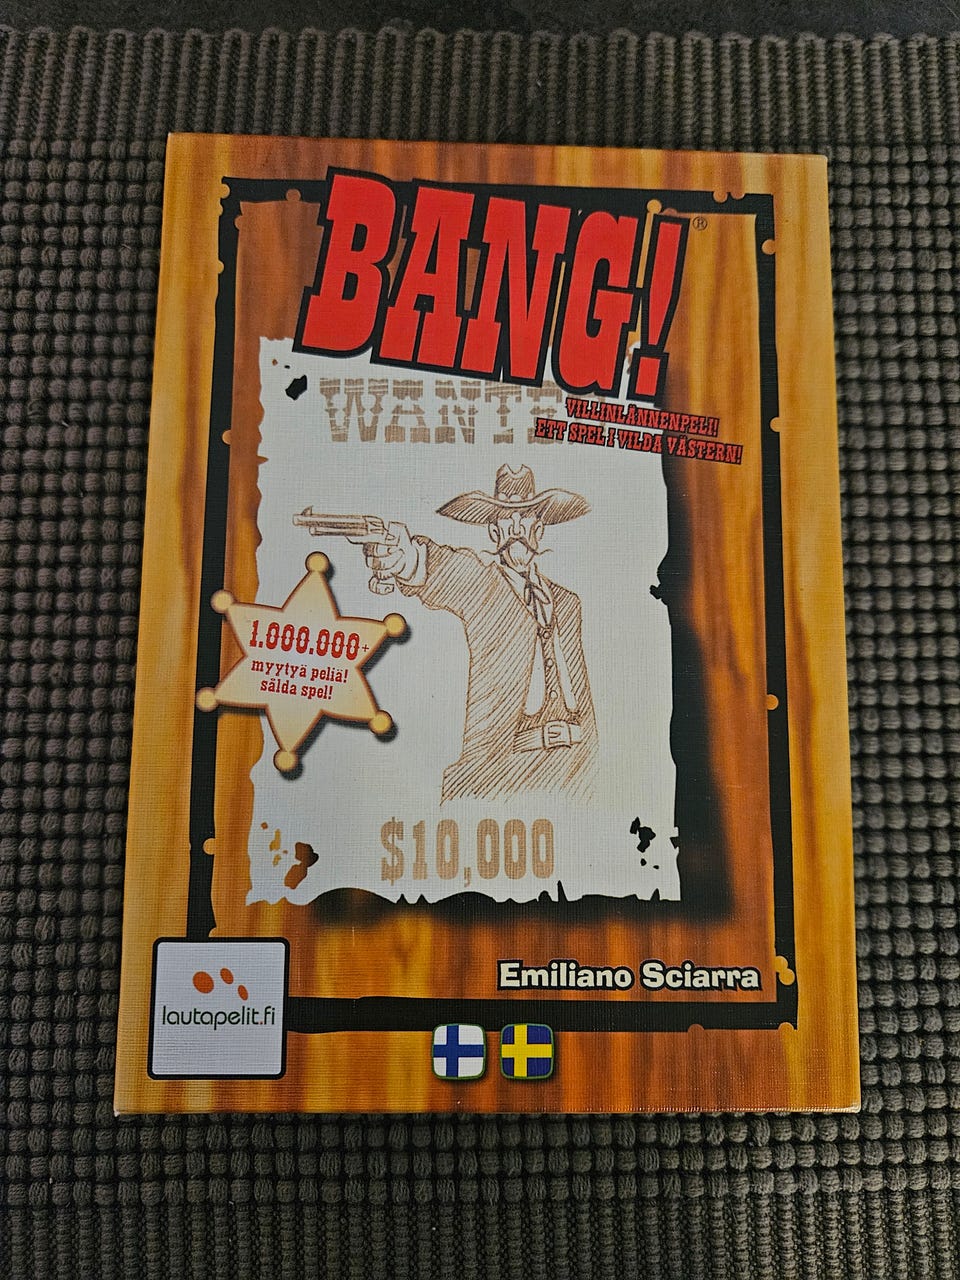 BANG!®
WANTE
VILLINLÄNNENPELI!
ETT SPEL I VILDA VÄSTERN!
1.000.000+
myytyä peliä!
sålda spel!
$10,000
Emiliano Sciarra
lautapelit.fi